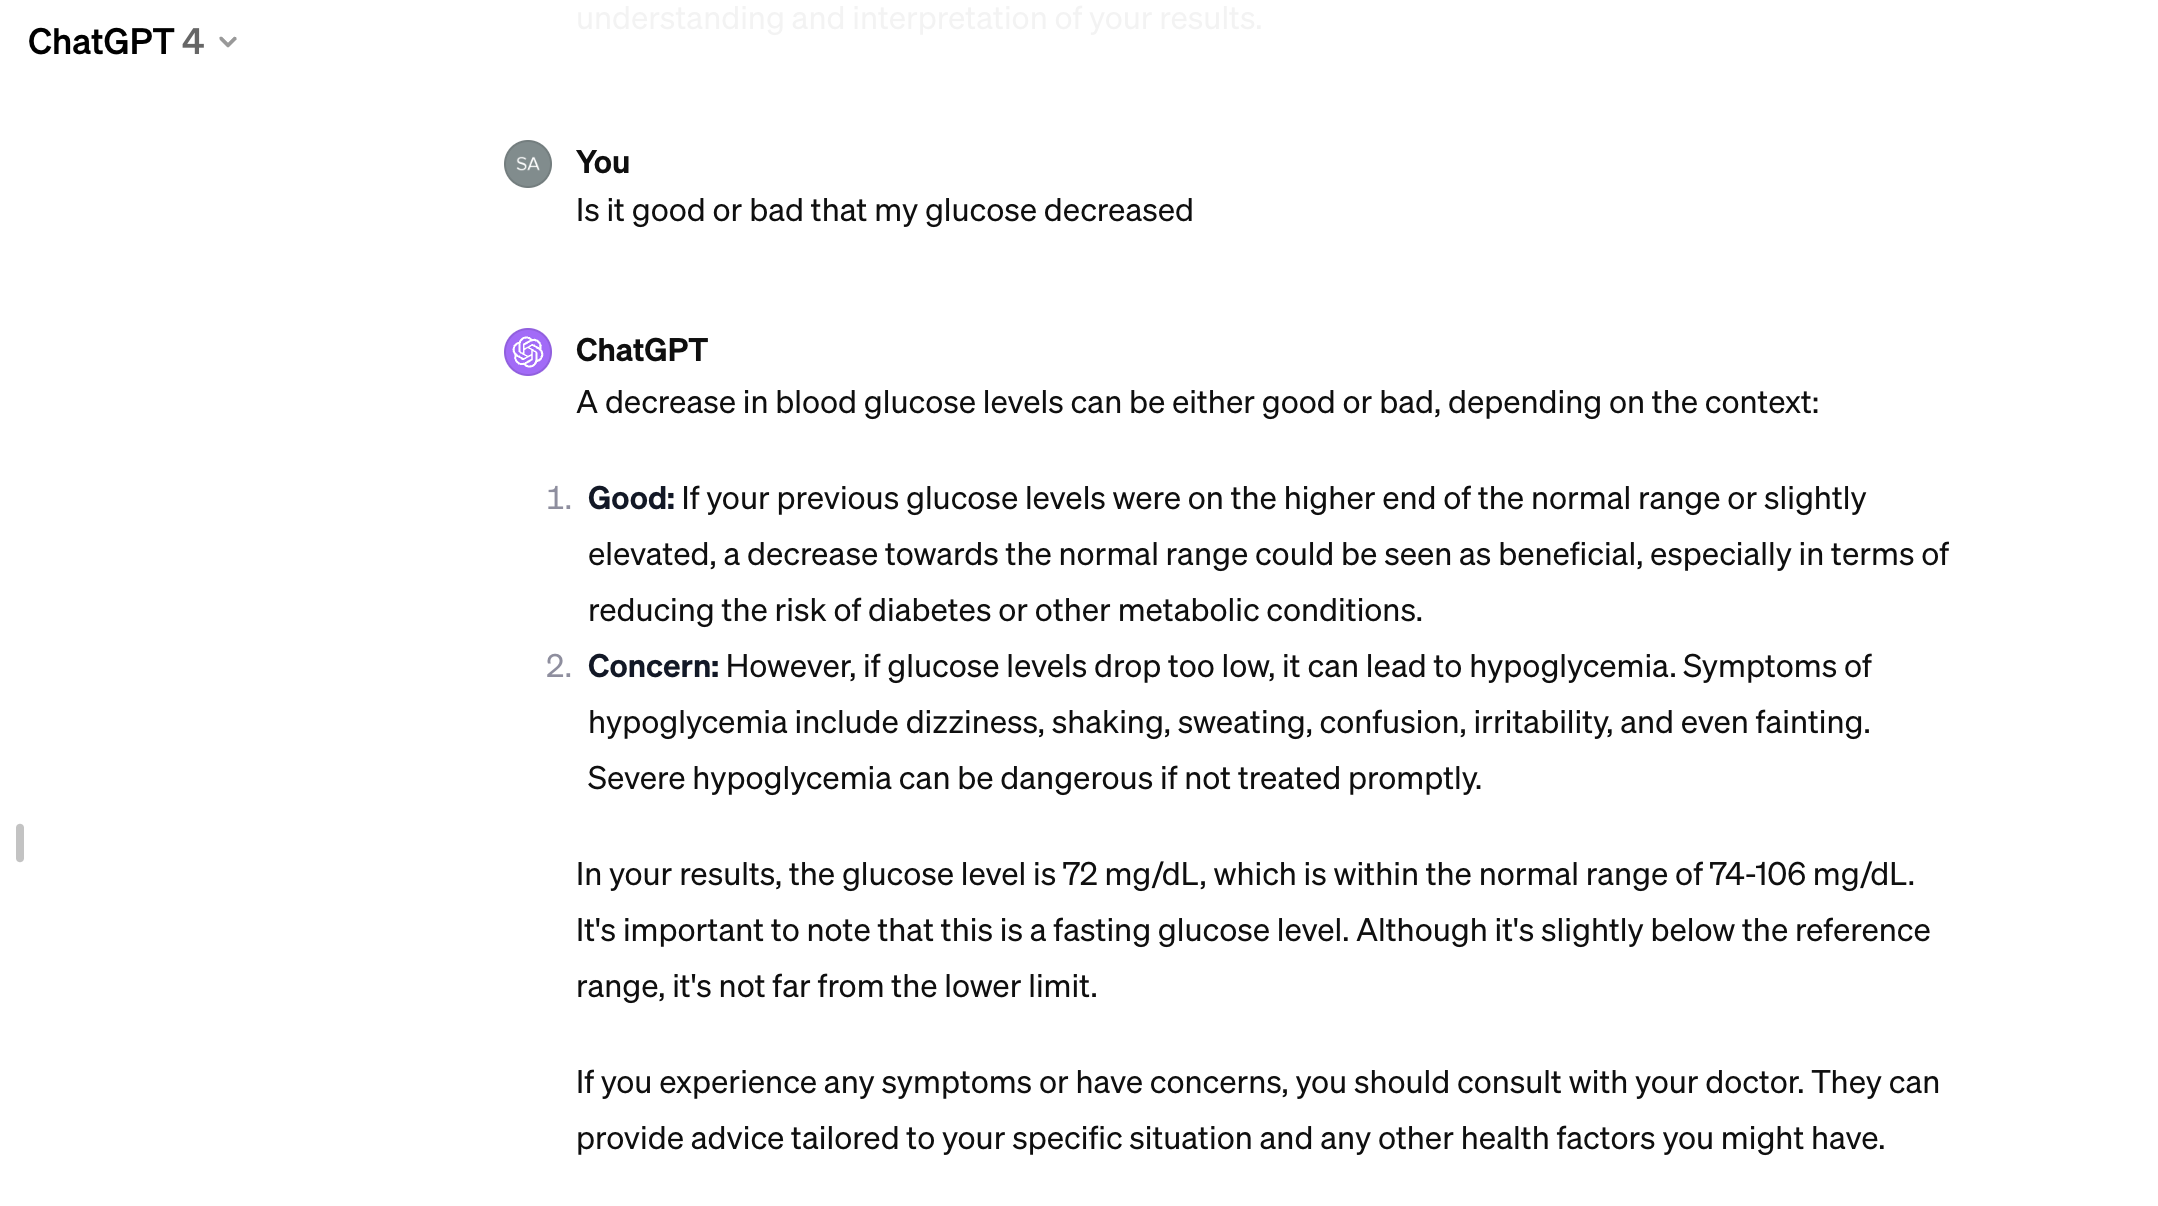 understanding and interpretation of your results.
ChatGPT 4
SA
You
Is it good or bad that my glucose decreased
ChatGPT
A decrease in blood glucose levels can be either good or bad, depending on the context:
1. Good: If your previous glucose levels were on the higher end of the normal range or slightly
elevated, a decrease towards the normal range could be seen as beneficial, especially in terms of
reducing the risk of diabetes or other metabolic conditions.
2. Concern: However, if glucose levels drop too low, it can lead to hypoglycemia. Symptoms of
hypoglycemia include dizziness, shaking, sweating, confusion, irritability, and even fainting.
Severe hypoglycemia can be dangerous if not treated promptly.
In your results, the glucose level is 72 mg/dL, which is within the normal range of 74-106 mg/dL.
It's important to note that this is a fasting glucose level. Although it's slightly below the reference
range, it's not far from the lower limit.
If you experience any symptoms or have concerns, you should consult with your doctor. They can
provide advice tailored to your specific situation and any other health factors you might have.